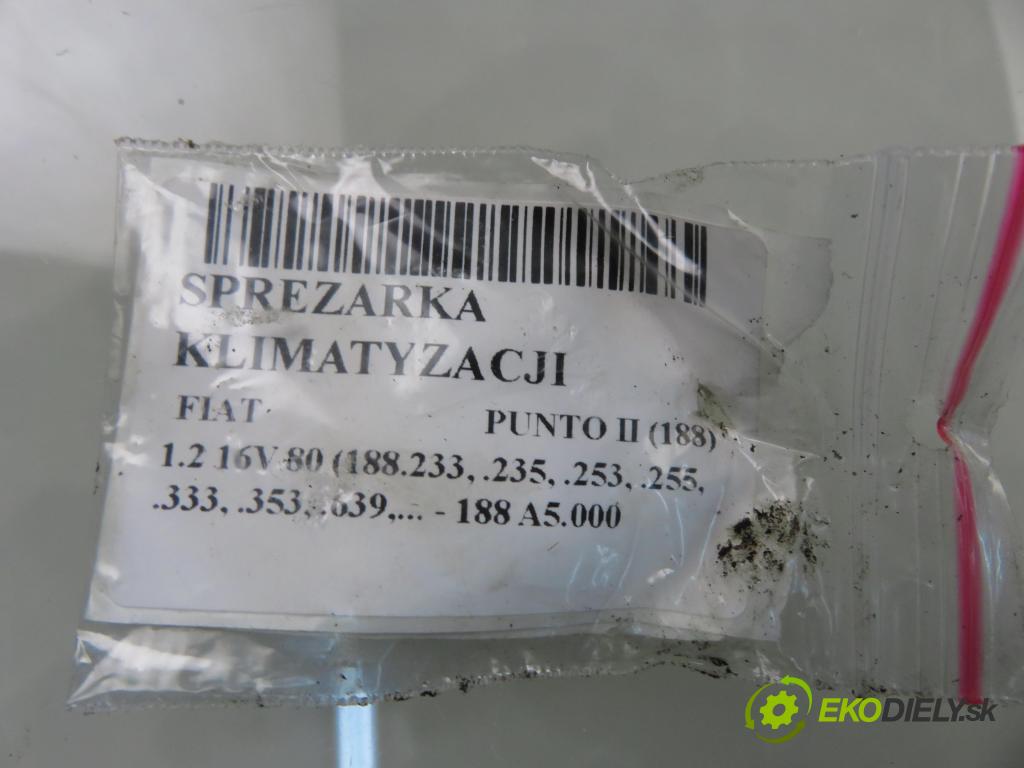 SPREZARKA
KLIMATYZACJI
FIAT PUNTO II (188)
1.2 16V 80 (188.233, .235, .253, .255,
.333, .353, .639,... - 188 A5.000
EKODIELY.sk